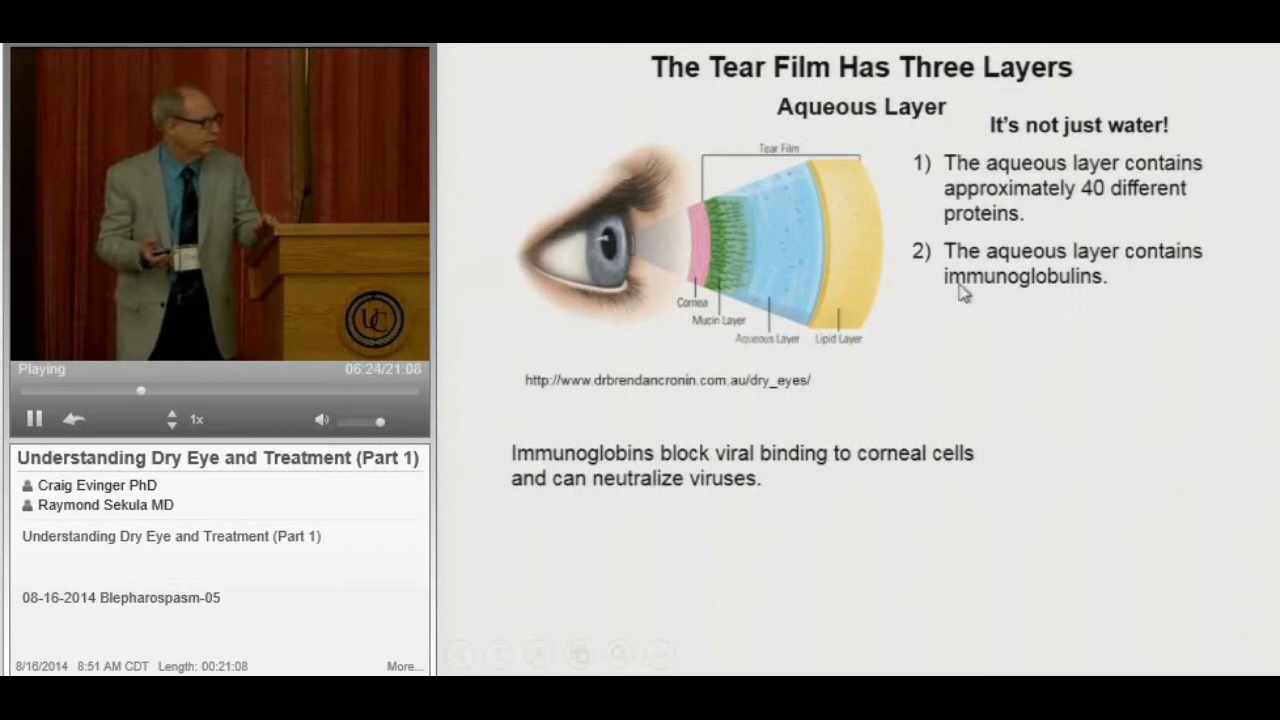 The Tear Film Has Three Layers
Aqueous Layer
It's not just water!
Tear Film
Cornea
Mucin Layer
Aqueous Layer
Lipid Layer
1) The aqueous layer contains
approximately 40 different
proteins.
2) The aqueous layer contains
immunoglobulins.
http://www.drbrendancronin.com.au/dry_eyes/
Immunoglobins block viral binding to corneal cells
and can neutralize viruses.
UC
Playing
06:24/21:08
1x
Understanding Dry Eye and Treatment (Part 1)
Craig Evinger PhD
Raymond Sekula MD
Understanding Dry Eye and Treatment (Part 1)
08-16-2014 Blepharospasm-05
8/16/2014 8:51 AM CDT Length: 00:21:08
More...